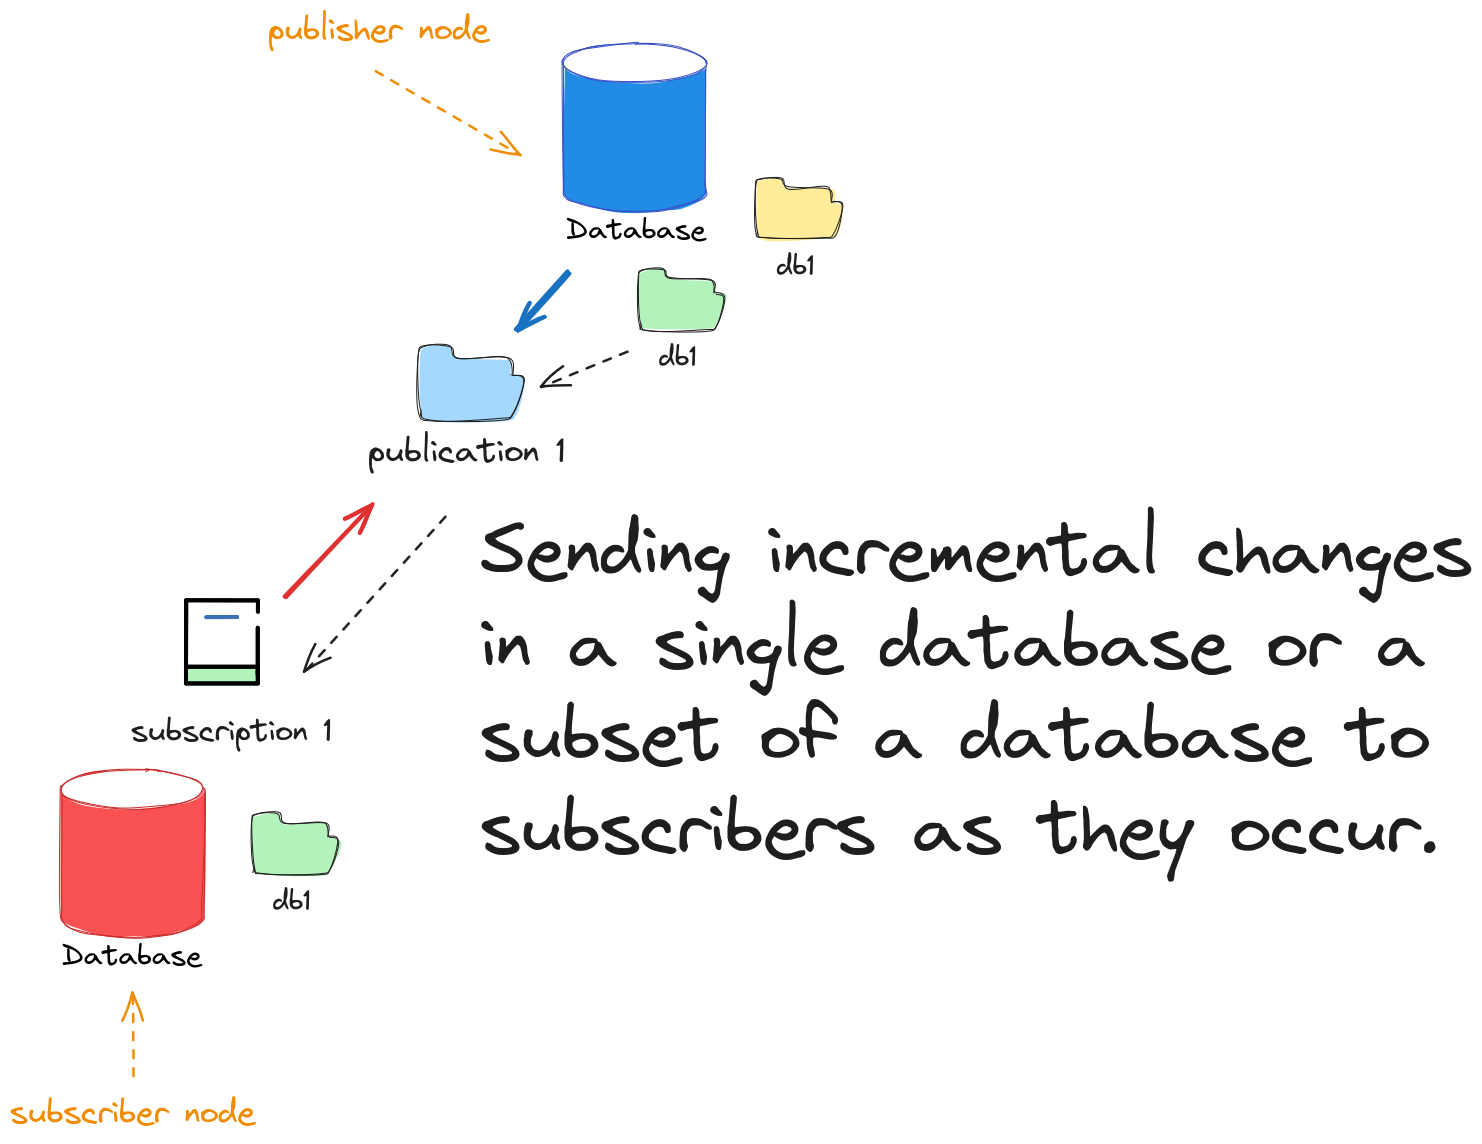 publisher node
Database
db1
db1
publication 1
Sending incremental changes
in a single database or a
subset of a database to
subscribers as they occur.
subscription 1
db1
Database
subscriber node